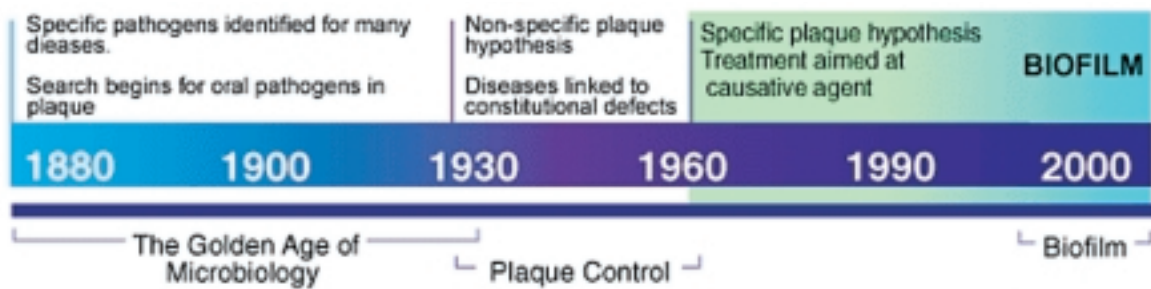 Specific pathogens identified for many
dieases.
Search begins for oral pathogens in
plaque
Non-specific plaque
hypothesis
Diseases linked to
constitutional defects
Specific plaque hypothesis
Treatment aimed at
causative agent
BIOFILM
1880 1900 1930 1960 1990 2000
The Golden Age of
Microbiology
Plaque Control
Biofilm